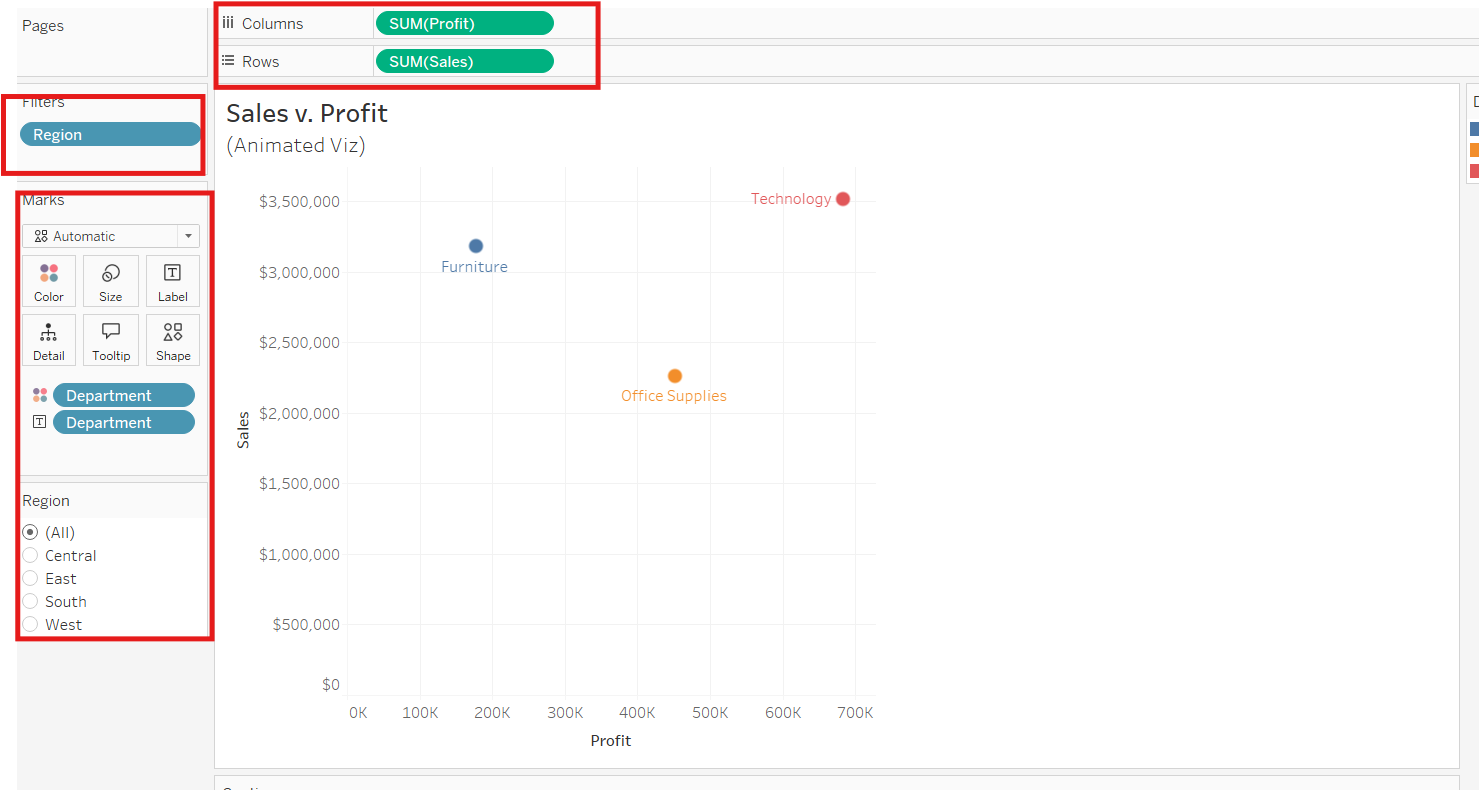 Pages
Columns
SUM(Profit)
Rows
SUM(Sales)
Filters
Region
Marks
Automatic
Color
Size
Label
Detail
Tooltip
Shape
Department
Department
Region
(All)
Central
East
South
West
Sales v. Profit
(Animated Viz)
$3,500,000
$3,000,000
$2,500,000
$2,000,000
$1,500,000
$1,000,000
$500,000
$0
Sales
Technology
Furniture
Office Supplies
0K 100K 200K 300K 400K 500K 600K 700K
Profit